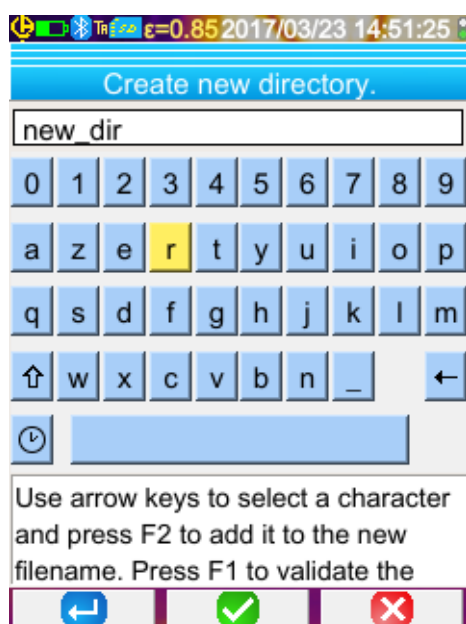 TR ε=0.85 2017/03/23 14:51:25
Create new directory.
new_dir
0 1 2 3 4 5 6 7 8 9
a z e r t y u i o p
q s d f g h j k l m
w x c v b n _
Use arrow keys to select a character
and press F2 to add it to the new
filename. Press F1 to validate the